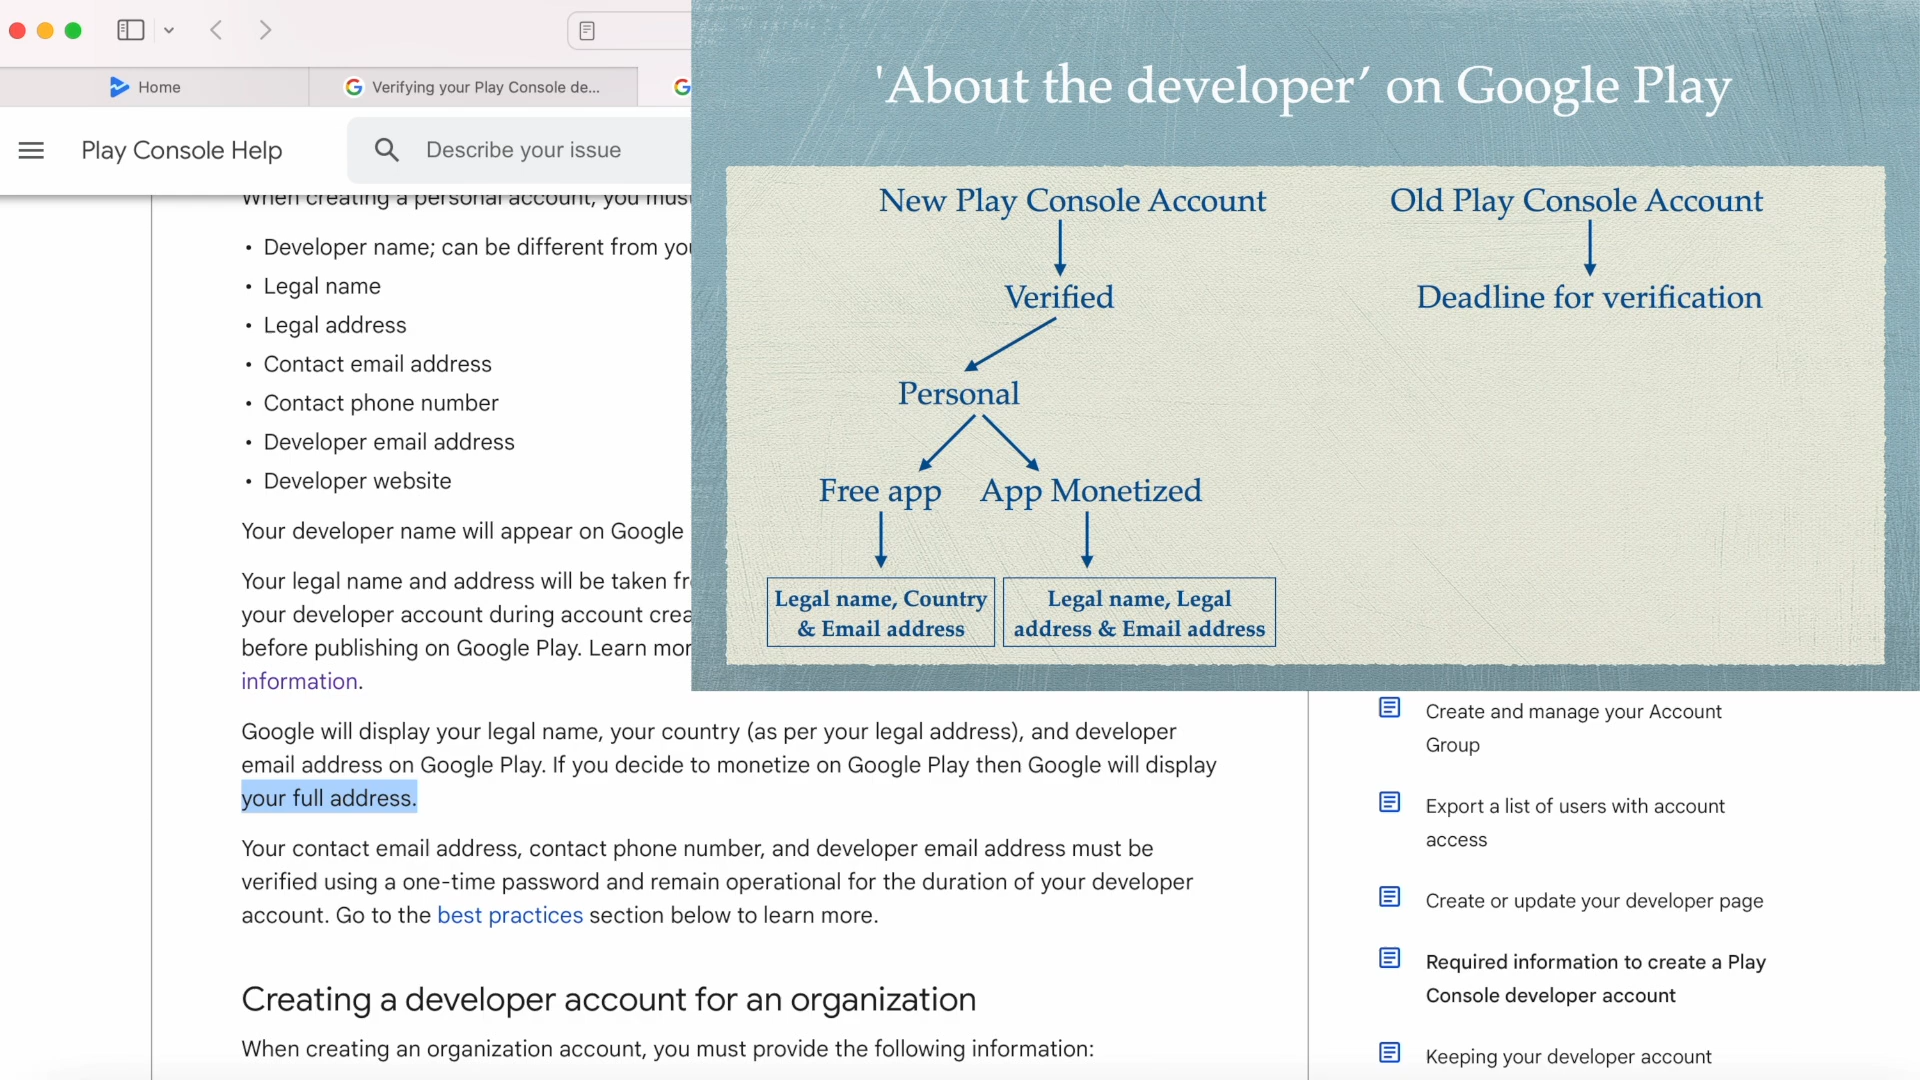 Home
Verifying your Play Console de...
Play Console Help
Describe your issue
When creating a personal account, you must
• Developer name; can be different from you
• Legal name
• Legal address
• Contact email address
• Contact phone number
• Developer email address
• Developer website
Your developer name will appear on Google
Your legal name and address will be taken fr
your developer account during account crea
before publishing on Google Play. Learn mor
information.
Google will display your legal name, your country (as per your legal address), and developer
email address on Google Play. If you decide to monetize on Google Play then Google will display
your full address.
Your contact email address, contact phone number, and developer email address must be
verified using a one-time password and remain operational for the duration of your developer
account. Go to the best practices section below to learn more.
Creating a developer account for an organization
When creating an organization account, you must provide the following information:
'About the developer’ on Google Play
New Play Console Account
Old Play Console Account
Verified
Deadline for verification
Personal
Free app
App Monetized
Legal name, Country
& Email address
Legal name, Legal
address & Email address
Create and manage your Account
Group
Export a list of users with account
access
Create or update your developer page
Required information to create a Play
Console developer account
Keeping your developer account